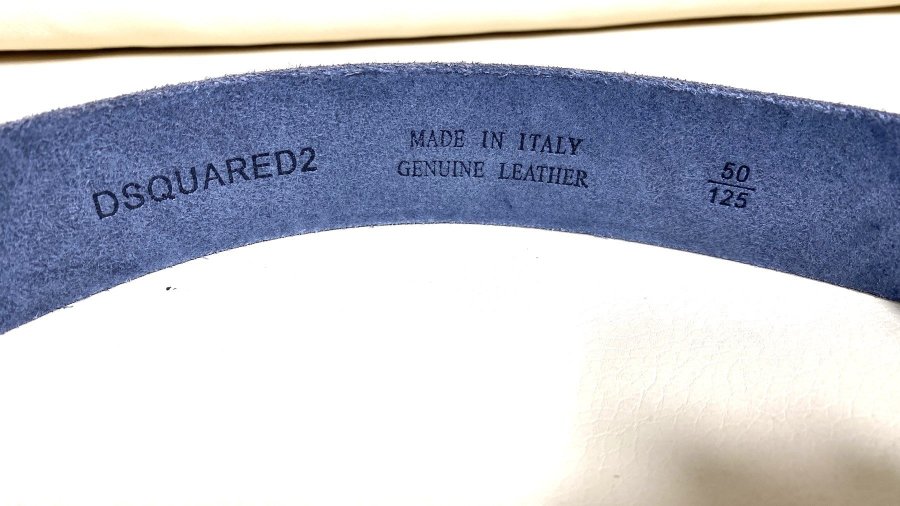 DSQUARED2
MADE IN ITALY
GENUINE LEATHER
50
125